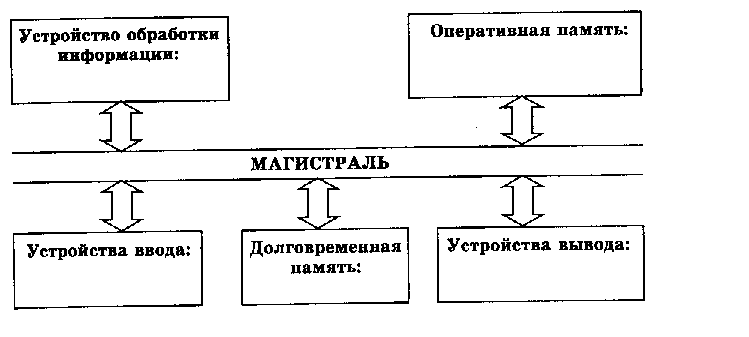 Устройство обработки
информации:
Оперативная память:
МАГИСТРАЛЬ
Устройства ввода:
Долговременная
память:
Устройства вывода: